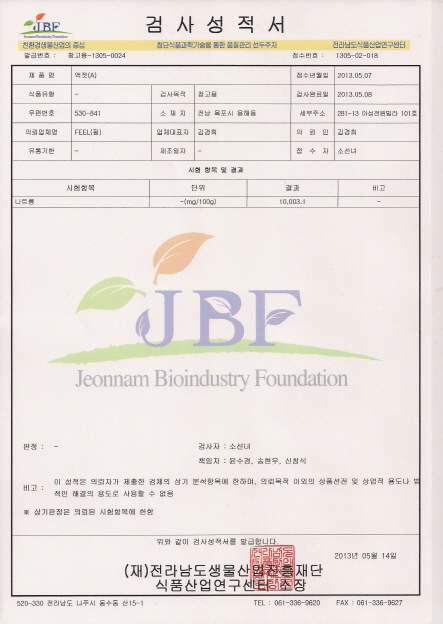 JBF
Jeonnam Bioindustry Foundation
검사성적서
친환경생물산업의 중심 첨단식품과학기술을 통한 품질관리 선두주자 전라남도식품산업연구센터
발급번호 : 참고용-1305-0024 접수번호 : 1305-02-018
제 품 명 액젓(A) 접수년월일 2013.05.07
식품유형 - 검사목적 참고용 검사완료일 2013.05.08
우편번호 530-841 소 재 지 전남 목포시 용해동 세부주소 281-13 아성전원빌라 101호
의뢰업체명 FEEL(필) 업체대표자 김경희 의 뢰 인 김경희
유통기한 - 제조일자 - 접 수 자 소선녀
시험 항목 및 결과
시험항목 단위 결과 비고
나트륨 -(mg/100g) 10,003.1 -
JBF
Jeonnam Bioindustry Foundation
판정 : - 검사자 : 소선녀
책임자 : 윤수경, 송현우, 신창식
비고 : 이 성적은 의뢰자가 제출한 검체의 상기 분석항목에 한하며, 의뢰목적 이외의 상품선전 및 상업적 용도나 법
적인 해결의 용도로 사용할 수 없음
※ 상기판정은 의뢰된 시험항목에 한함
위와 같이 검사성적서를 발급합니다.
2013년 05월 14일
(재)전라남도생물산업진흥재단
식품산업연구센터 소장
520-330 전라남도 나주시 동수동 산15-1 TEL : 061-336-9620 FAX : 061-336-9627